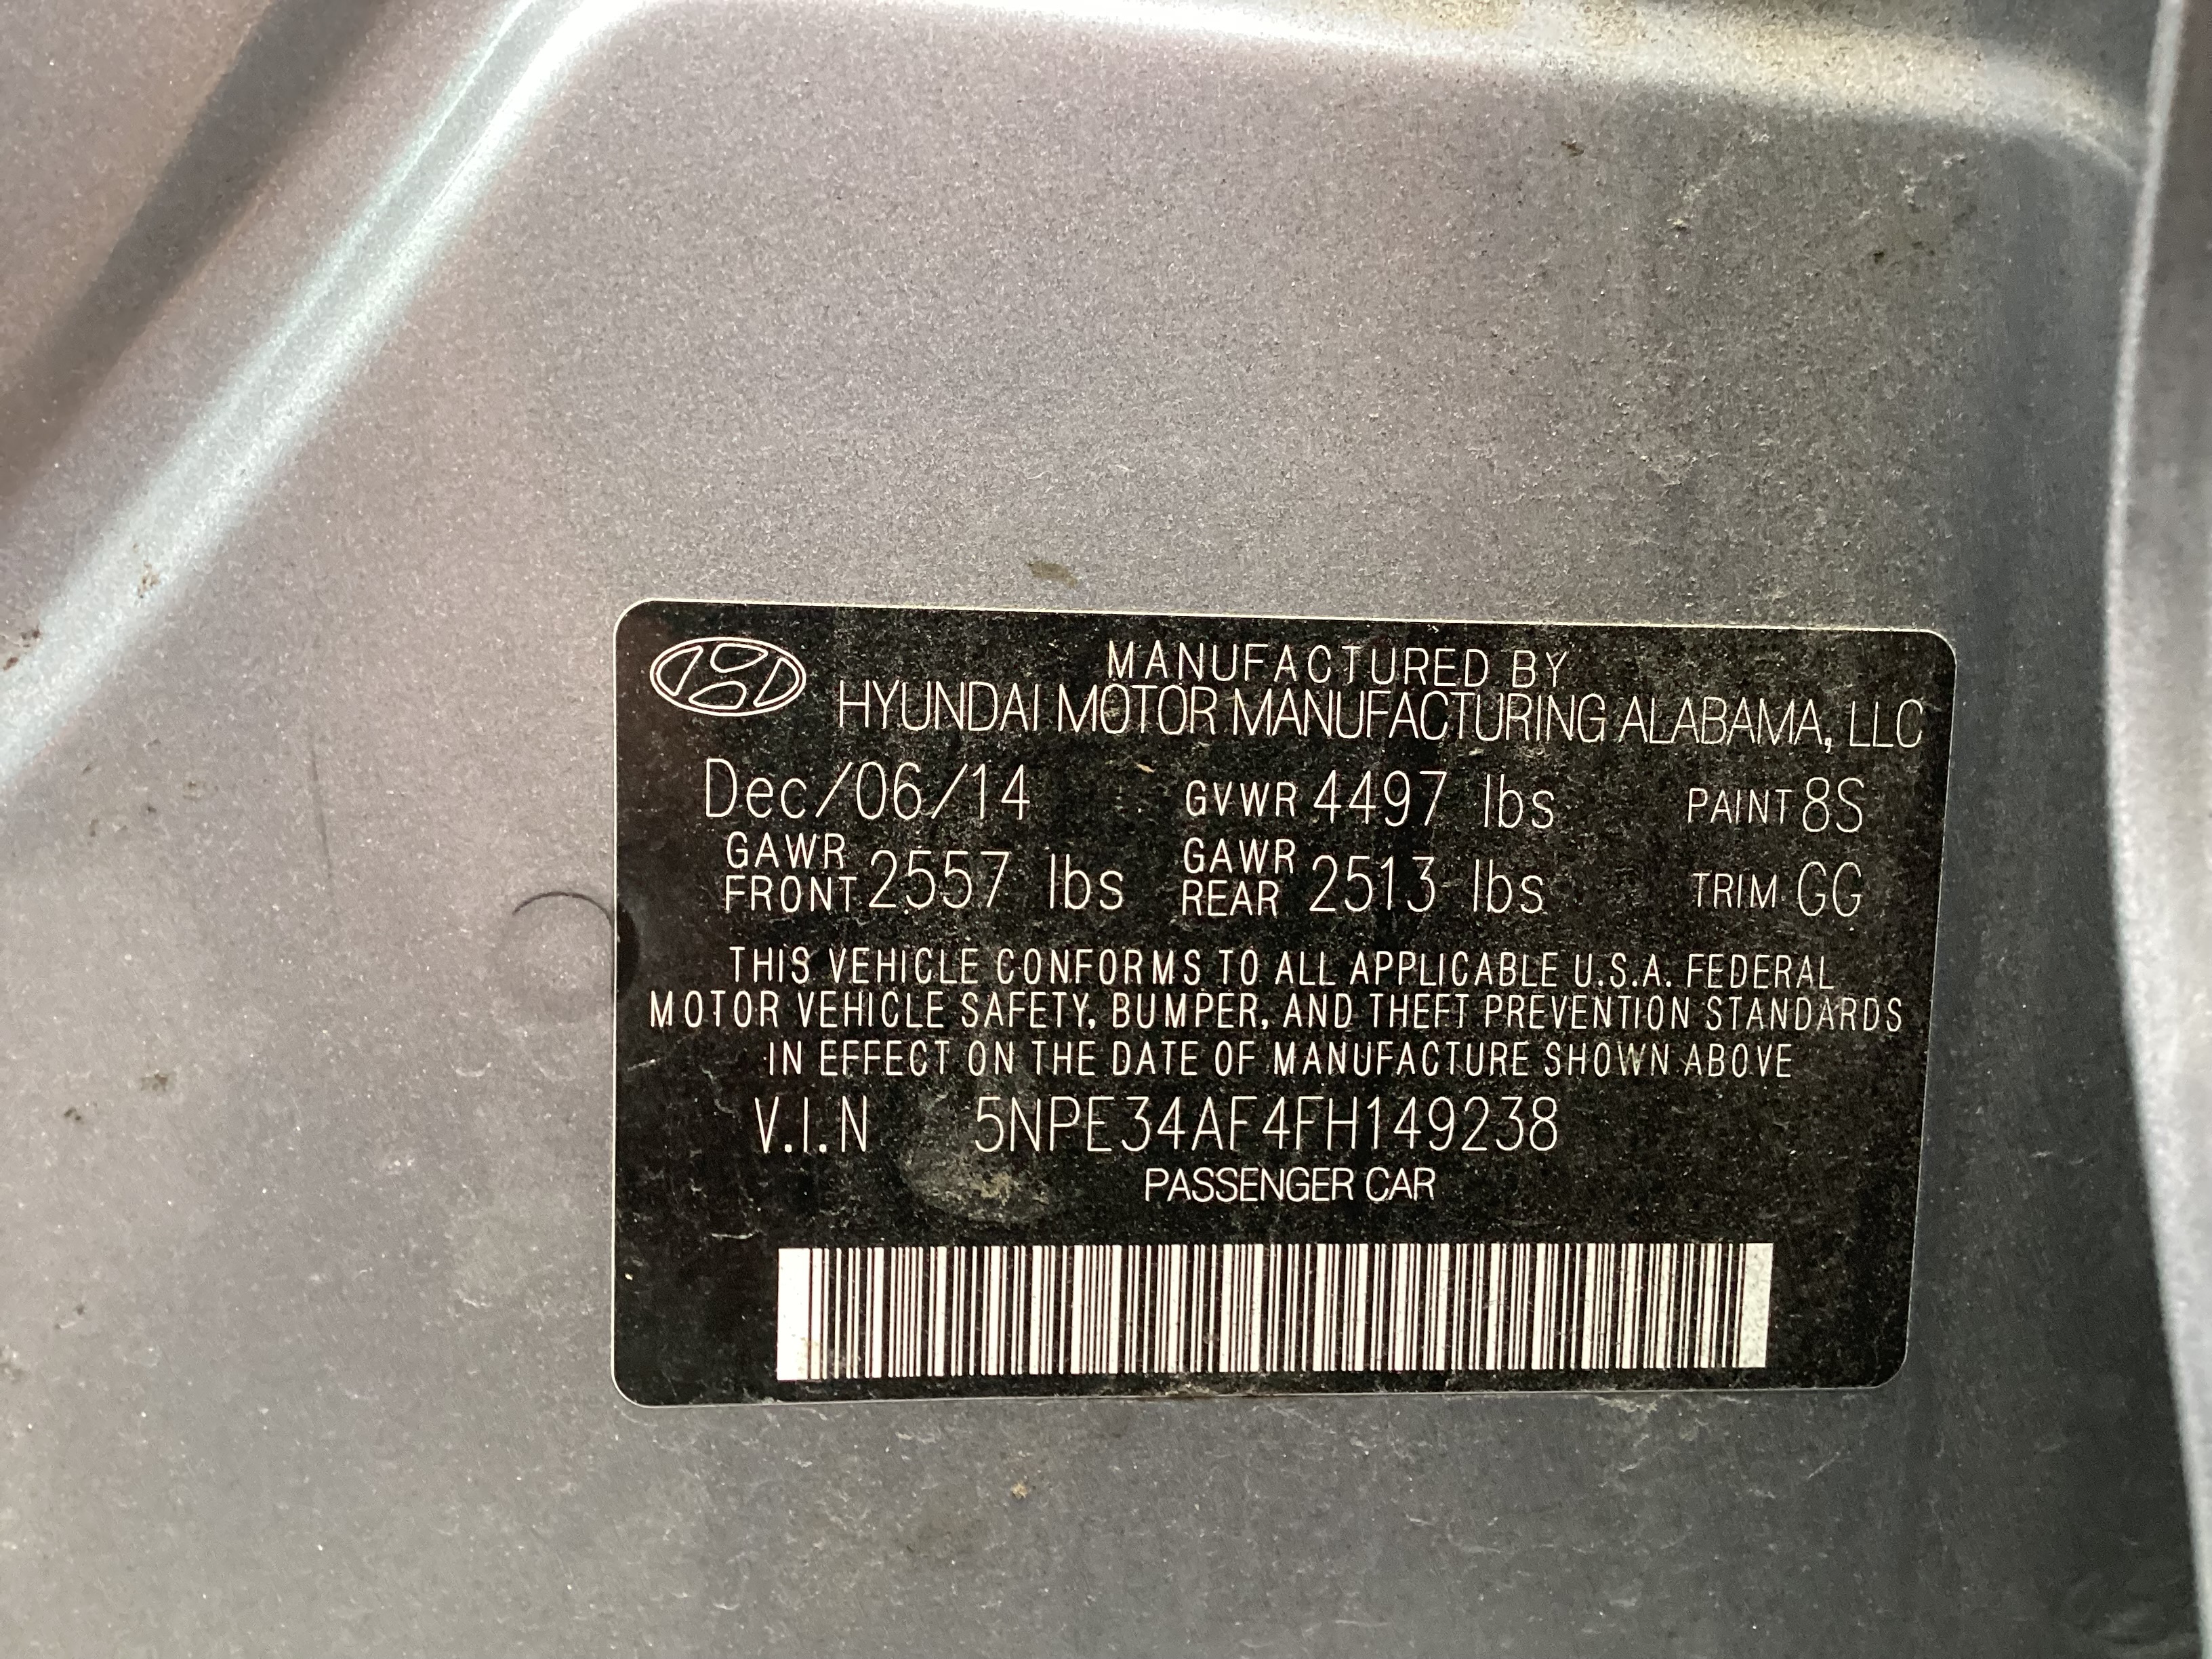 MANUFACTURED BY
HYUNDAI MOTOR MANUFACTURING ALABAMA, LLC
Dec/06/14 GVWR 4497 lbs PAINT 8S
GAWR FRONT 2557 lbs GAWR REAR 2513 lbs TRIM GG
THIS VEHICLE CONFORMS TO ALL APPLICABLE U.S.A. FEDERAL
MOTOR VEHICLE SAFETY, BUMPER, AND THEFT PREVENTION STANDARDS
IN EFFECT ON THE DATE OF MANUFACTURE SHOWN ABOVE
V.I.N 5NPE34AF4FH149238
PASSENGER CAR